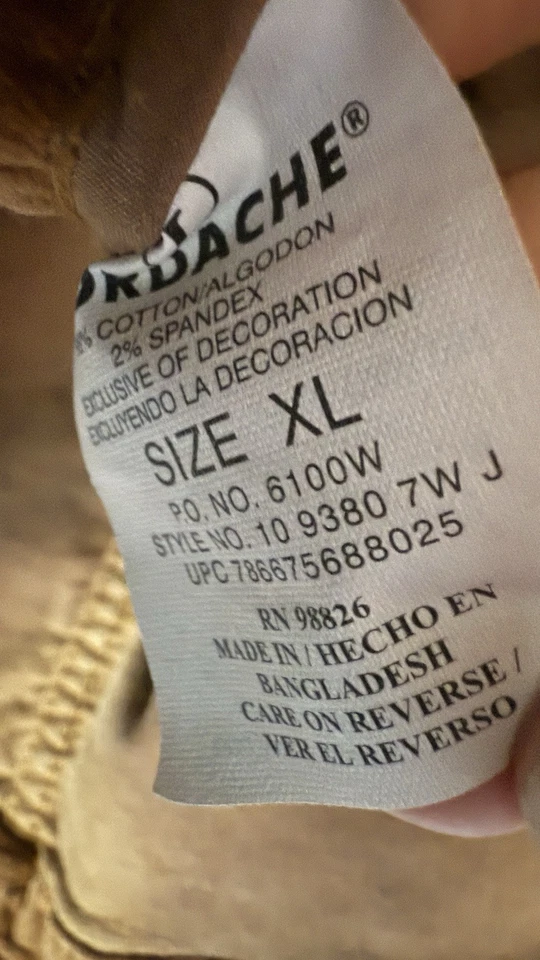 ORDACHE®
% COTTON/ALGODON
2% SPANDEX
EXCLUSIVE OF DECORATION
EXCLUYENDO LA DECORACION
SIZE XL
P.O. NO. 6100W
STYLE NO. 10 9380 7W J
UPC 786675688025
RN 98826
MADE IN / HECHO EN
BANGLADESH
CARE ON REVERSE /
VER EL REVERSO